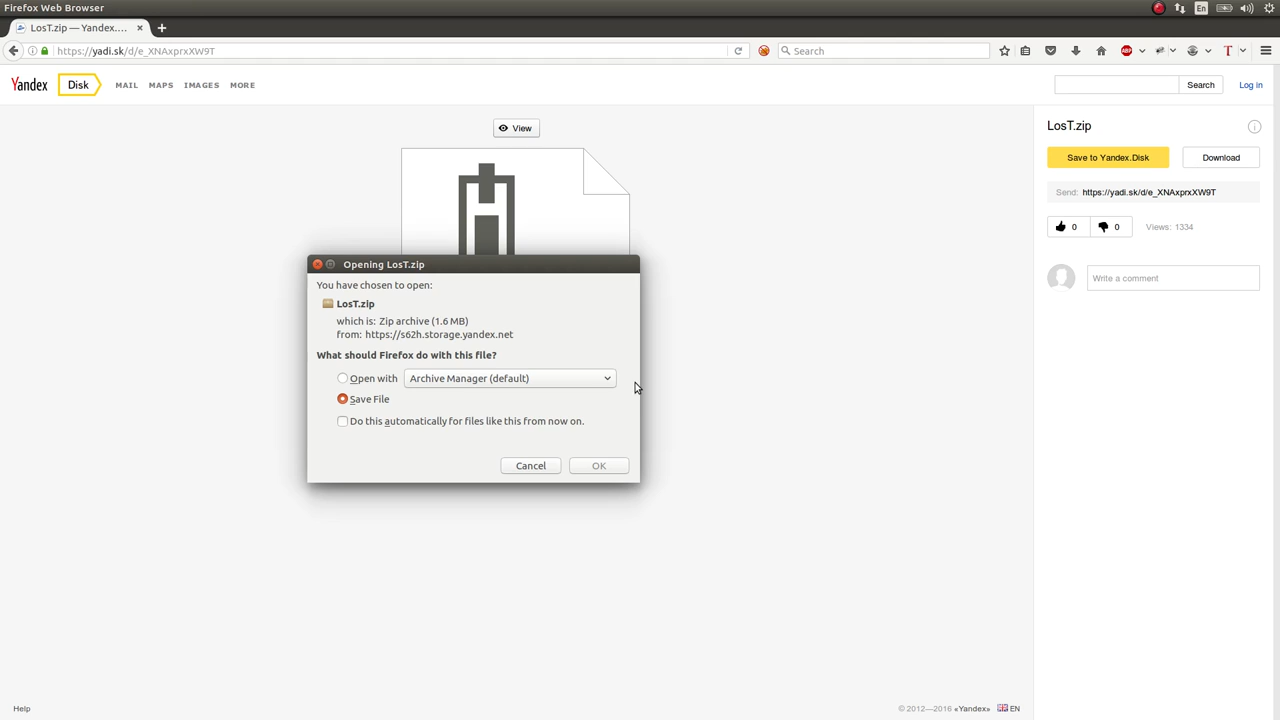 Firefox Web Browser
En
LosT.zip — Yandex....
https://yadi.sk/d/e_XNAxprxXW9T
Search
ABP
T
Yandex
Disk
MAIL
MAPS
IMAGES
MORE
Search
Log in
View
LosT.zip
Save to Yandex.Disk
Download
Send: https://yadi.sk/d/e_XNAxprxXW9T
0
0
Views: 1334
Write a comment
Opening LosT.zip
You have chosen to open:
LosT.zip
which is: Zip archive (1.6 MB)
from: https://s62h.storage.yandex.net
What should Firefox do with this file?
Open with
Archive Manager (default)
Save File
Do this automatically for files like this from now on.
Cancel
OK
Help
© 2012—2016 «Yandex»
EN